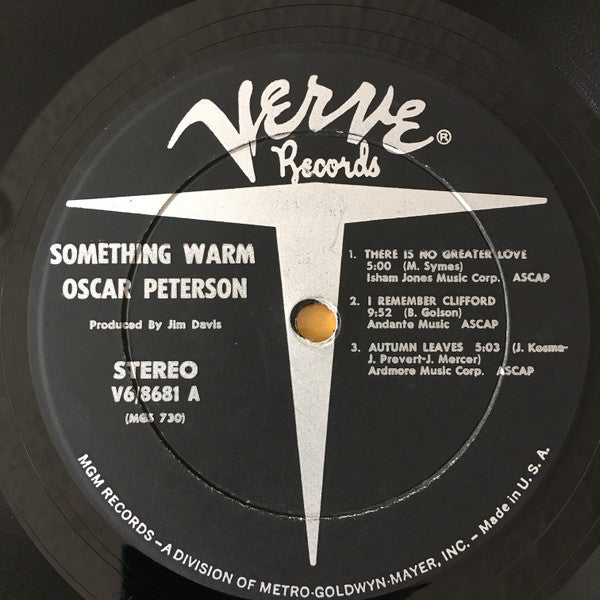 Verve®
Records
SOMETHING WARM
OSCAR PETERSON
Produced By Jim Davis
STEREO
V6/8681 A
(MGS 730)
1. THERE IS NO GREATER LOVE
5:00 (M. Symes)
Isham Jones Music Corp. ASCAP
2. I REMEMBER CLIFFORD
9:52 (B. Golson)
Andante Music ASCAP
3. AUTUMN LEAVES 5:03 (J. Kosma-
J. Prevert-J. Mercer)
Ardmore Music Corp. ASCAP
MGM RECORDS – A DIVISION OF METRO-GOLDWYN-MAYER, INC. – Made in U.S.A.